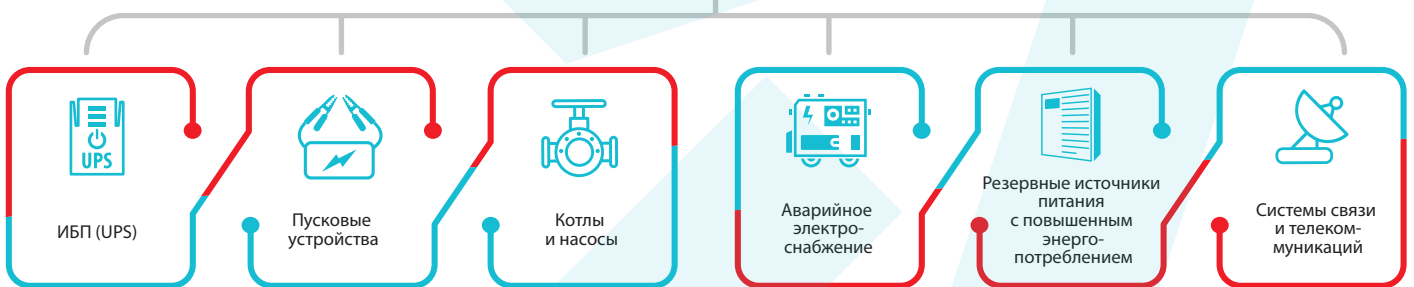 UPS
ИБП (UPS)
Пусковые
устройства
Котлы
и насосы
Аварийное
электро-
снабжение
Резервные источники
питания
с повышенным
энерго-
потреблением
Системы связи
и телеком-
муникаций